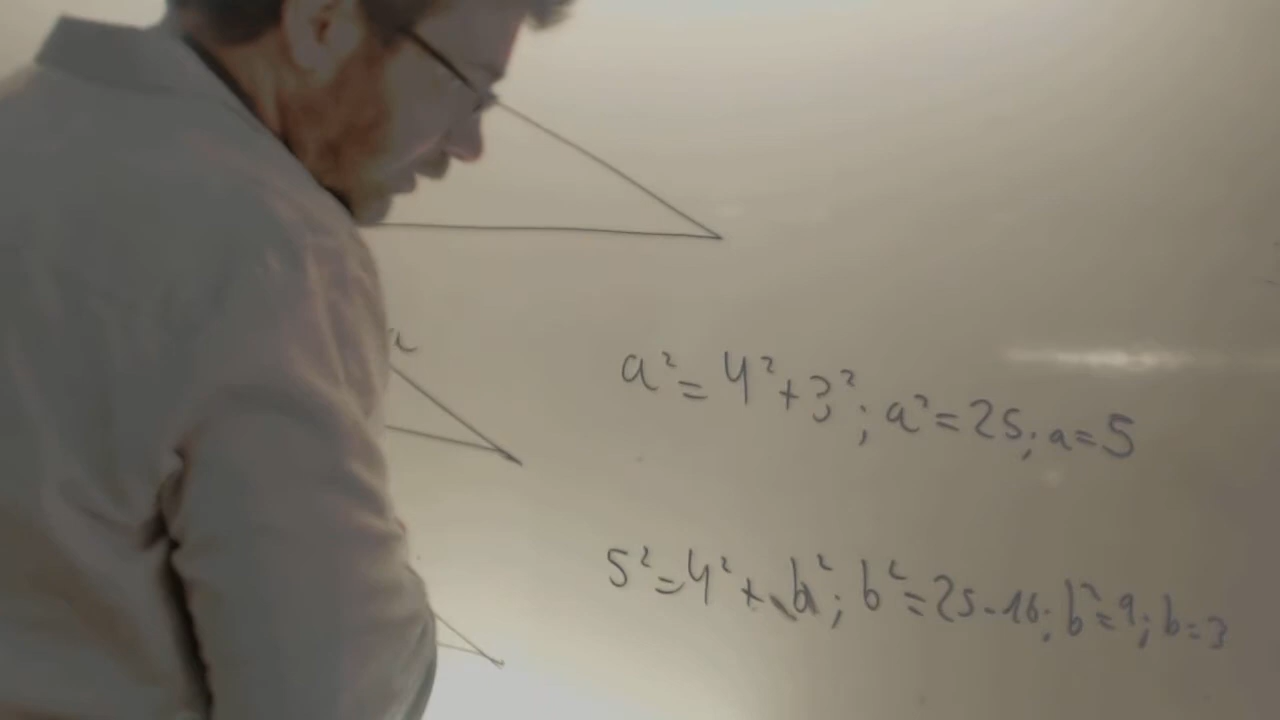 a
a² = 4² + 3² ; a² = 25; a = 5
5² = 4² + b² ; b² = 25 - 16; b² = 9; b = 3